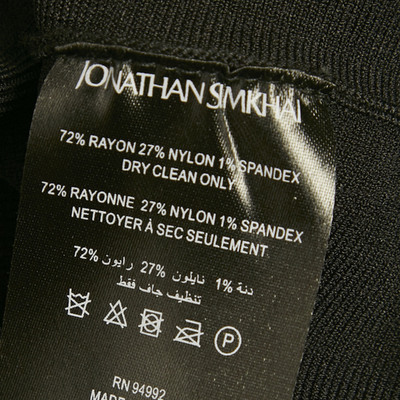 JONATHAN SIMKHAI
72% RAYON 27% NYLON 1% SPANDEX
DRY CLEAN ONLY
72% RAYONNE 27% NYLON 1% SPANDEX
NETTOYER À SEC SEULEMENT
72% رايون 27% نايلون 1% دنة
تنظيف جاف فقط
P
RN 94992
MADE